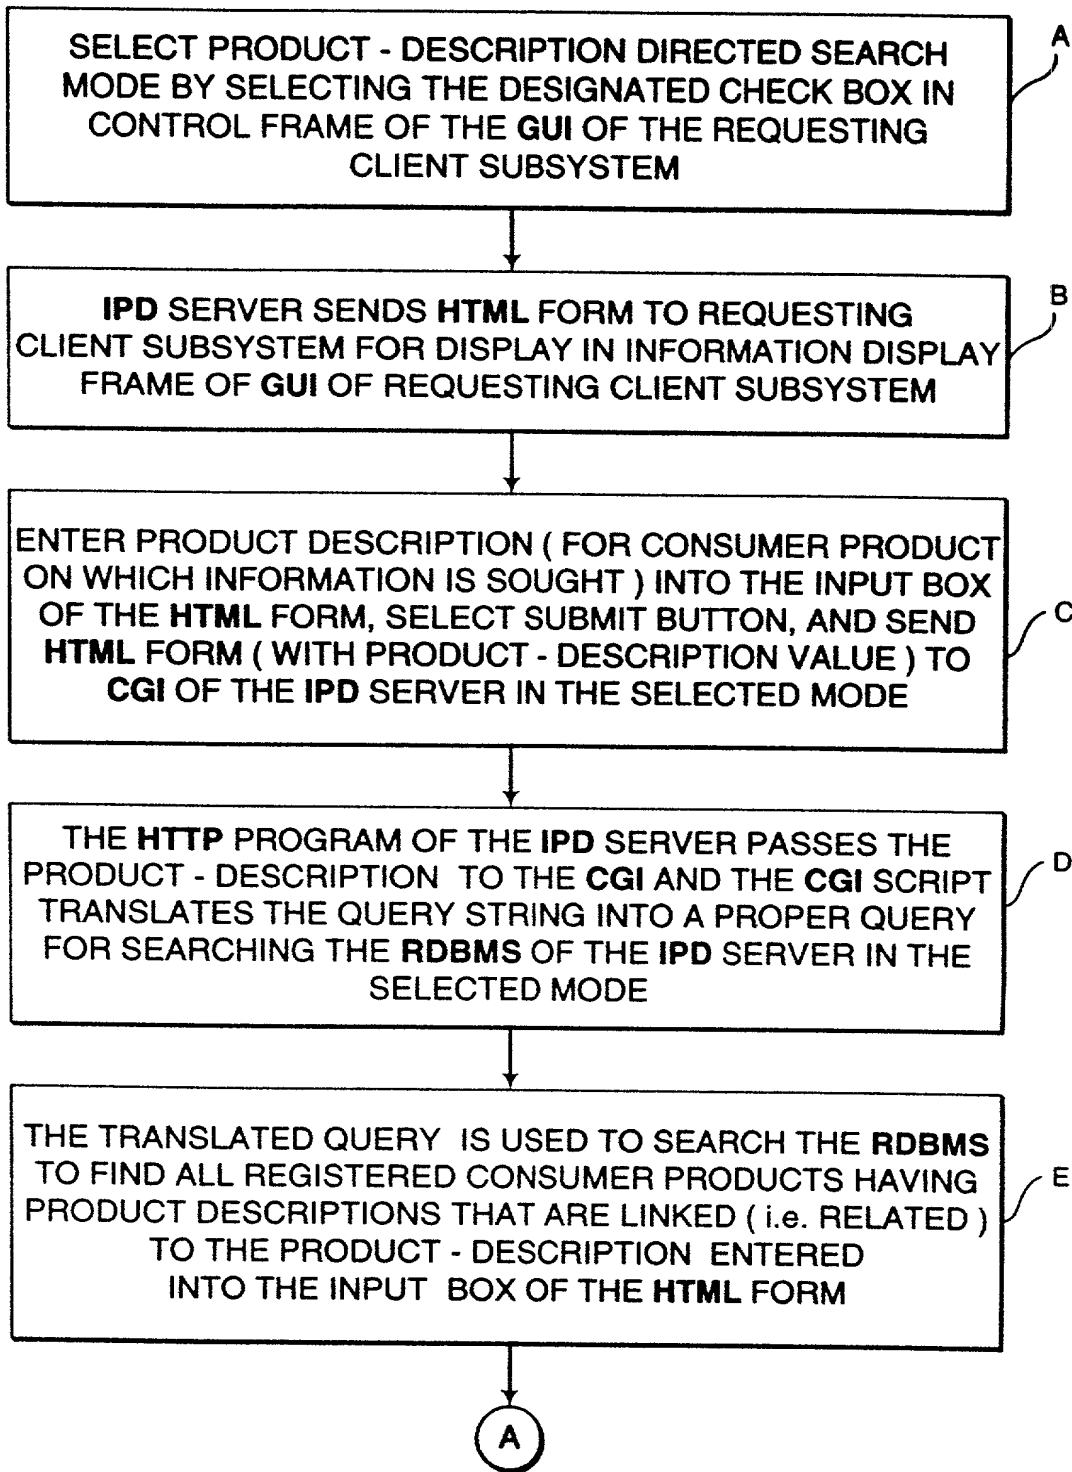 SELECT PRODUCT - DESCRIPTION DIRECTED SEARCH
MODE BY SELECTING THE DESIGNATED CHECK BOX IN
CONTROL FRAME OF THE GUI OF THE REQUESTING
CLIENT SUBSYSTEM
A
IPD SERVER SENDS HTML FORM TO REQUESTING
CLIENT SUBSYSTEM FOR DISPLAY IN INFORMATION DISPLAY
FRAME OF GUI OF REQUESTING CLIENT SUBSYSTEM
B
ENTER PRODUCT DESCRIPTION ( FOR CONSUMER PRODUCT
ON WHICH INFORMATION IS SOUGHT ) INTO THE INPUT BOX
OF THE HTML FORM, SELECT SUBMIT BUTTON, AND SEND
HTML FORM ( WITH PRODUCT - DESCRIPTION VALUE ) TO
CGI OF THE IPD SERVER IN THE SELECTED MODE
C
THE HTTP PROGRAM OF THE IPD SERVER PASSES THE
PRODUCT - DESCRIPTION TO THE CGI AND THE CGI SCRIPT
TRANSLATES THE QUERY STRING INTO A PROPER QUERY
FOR SEARCHING THE RDBMS OF THE IPD SERVER IN THE
SELECTED MODE
D
THE TRANSLATED QUERY IS USED TO SEARCH THE RDBMS
TO FIND ALL REGISTERED CONSUMER PRODUCTS HAVING
PRODUCT DESCRIPTIONS THAT ARE LINKED ( i.e. RELATED )
TO THE PRODUCT - DESCRIPTION ENTERED
INTO THE INPUT BOX OF THE HTML FORM
E
A